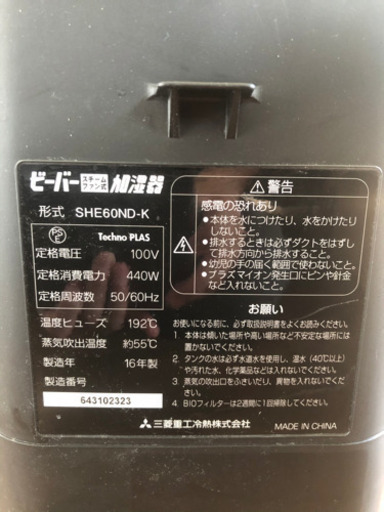 ビーバー スチームファン式 加湿器
形式 SHE60ND-K
PSE Techno PLAS
定格電圧 100V
定格消費電力 440W
定格周波数 50/60Hz
温度ヒューズ 192℃
蒸気吹出温度 約55℃
製造年 16年製
製造番号
643102323
⚠警告
感電の恐れあり
●本体を水につけたり、水をかけたり
しないこと。
●排水するときは必ずダクトをはずし
て排水方向から排水すること。
●幼児の手の届く範囲で使わないこと。
●プラズマイオン発生口にピンや針金
など入れないこと。
お願い
お使いになる前に、必ず取扱説明書をよくお読みください。
1.本体は傾いた場所や高い場所など不安定な場所には
置かないでください。
2.タンクの水は必ず水道水を使用し、温水(40℃以上)
や汚れた水、化学薬品などは入れないでください。
3.蒸気の吹出口をふさいだり、異物を入れないでくだ
さい。
4.BIOフィルターは2週間に1回掃除してください。
三菱重工冷熱株式会社
MADE IN CHINA